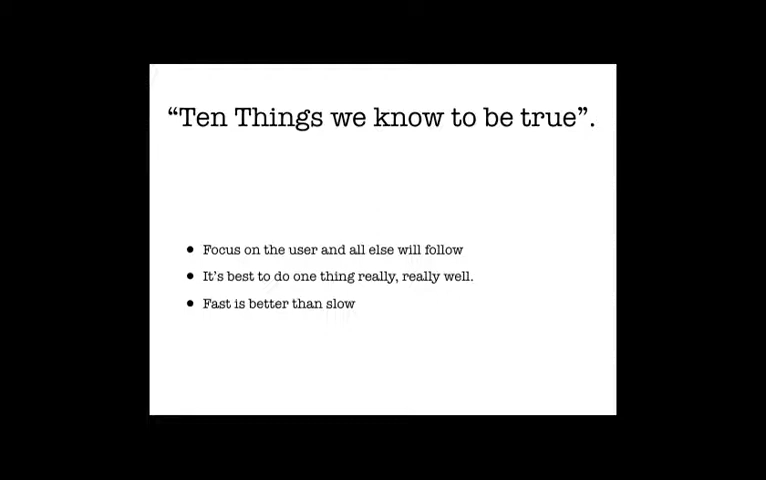 “Ten Things we know to be true”.
• Focus on the user and all else will follow
• It’s best to do one thing really, really well.
• Fast is better than slow